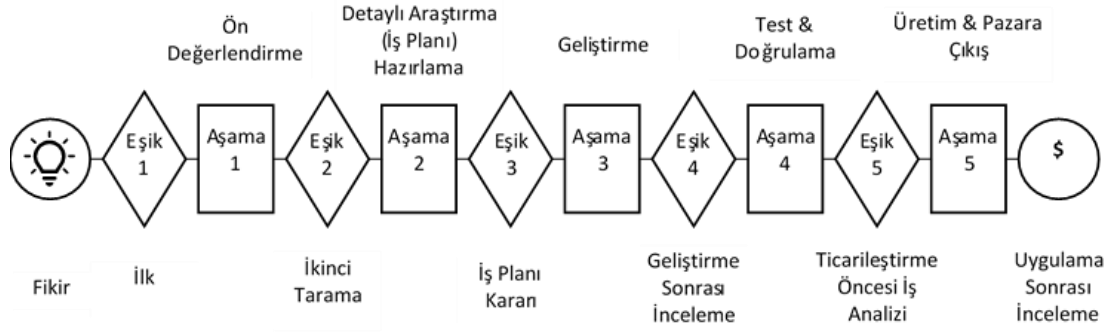 Ön
Değerlendirme
Detaylı Araştırma
(İş Planı)
Hazırlama
Geliştirme
Test &
Doğrulama
Üretim & Pazara
Çıkış
Eşik
1
Aşama
1
Eşik
2
Aşama
2
Eşik
3
Aşama
3
Eşik
4
Aşama
4
Eşik
5
Aşama
5
$
Fikir
İlk
İkinci
Tarama
İş Planı
Kararı
Geliştirme
Sonrası
İnceleme
Ticarileştirme
Öncesi İş
Analizi
Uygulama
Sonrası
İnceleme